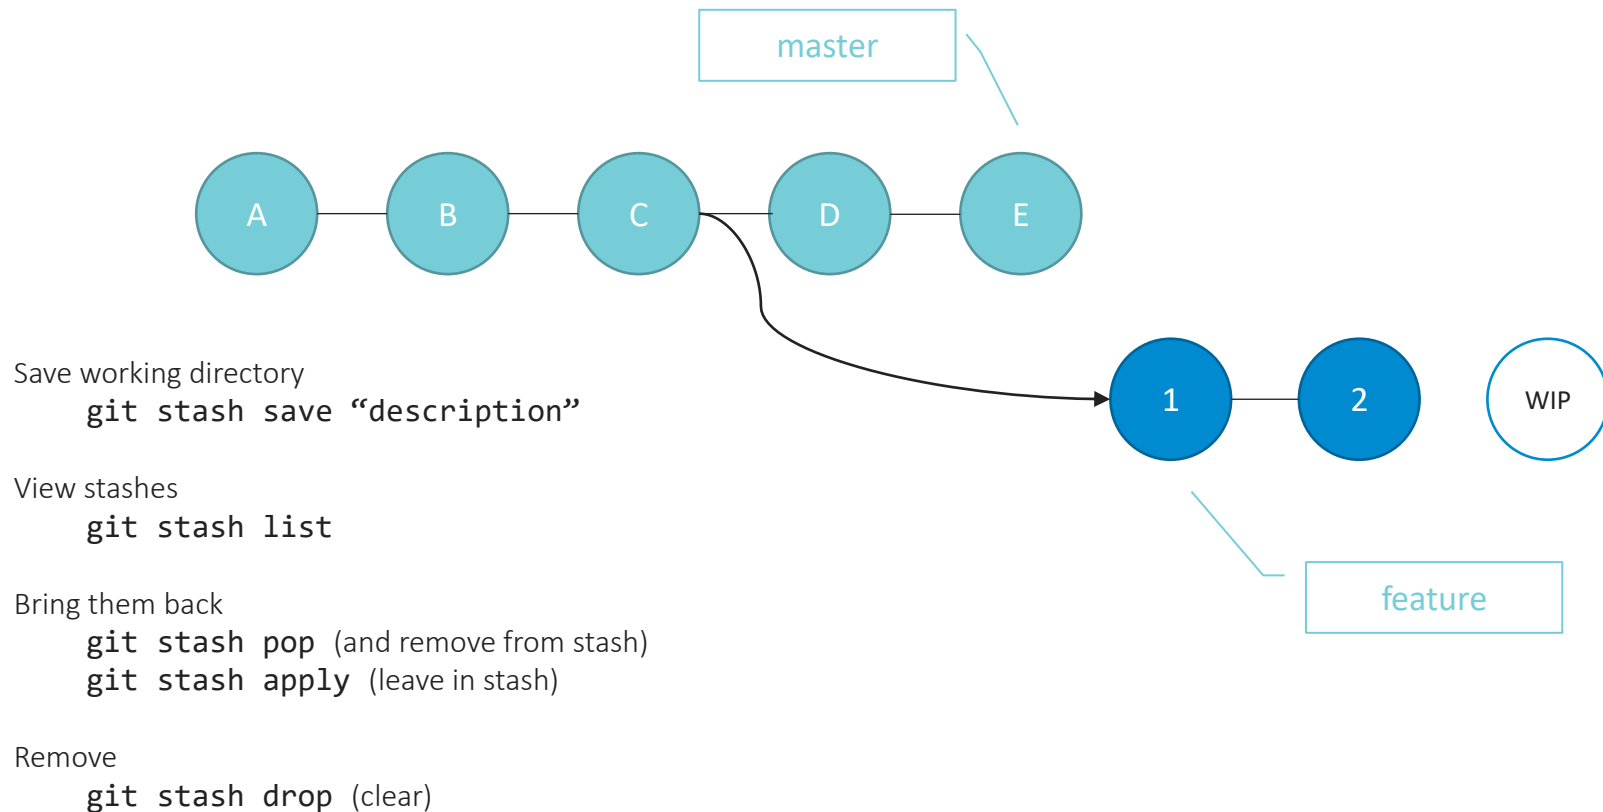 master
A
B
C
D
E
Save working directory
git stash save “description”
1
2
WIP
View stashes
git stash list
Bring them back
git stash pop (and remove from stash)
git stash apply (leave in stash)
feature
Remove
git stash drop (clear)